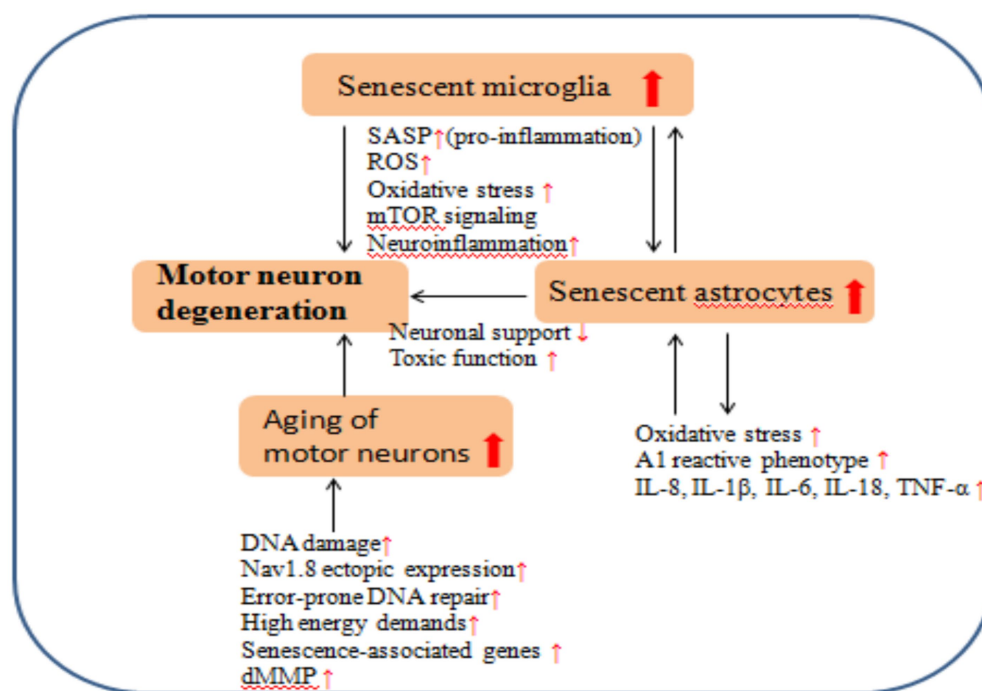 Senescent microglia
SASP↑(pro-inflammation)
ROS↑
Oxidative stress ↑
mTOR signaling
Neuroinflammation↑
Motor neuron
degeneration
Senescent astrocytes
Neuronal support ↓
Toxic function ↑
Aging of
motor neurons
Oxidative stress ↑
A1 reactive phenotype ↑
IL-8, IL-1β, IL-6, IL-18, TNF-α ↑
DNA damage↑
Nav1.8 ectopic expression↑
Error-prone DNA repair↑
High energy demands↑
Senescence-associated genes ↑
dMMP ↑